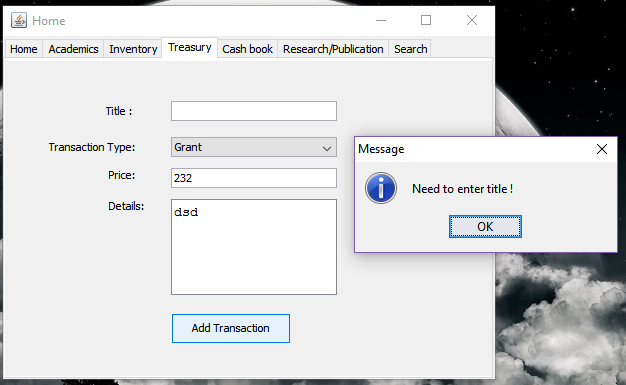 Home
Home Academics Inventory Treasury Cash book Research/Publication Search
Title :
Transaction Type: Grant
Price: 232
Details: dsd
Add Transaction
Message
Need to enter title !
OK